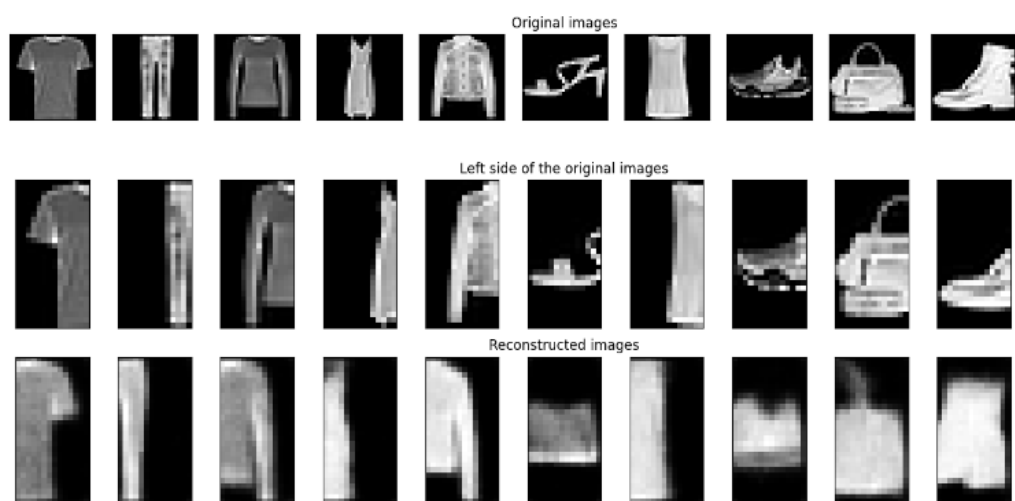 Original images
Left side of the original images
Reconstructed images